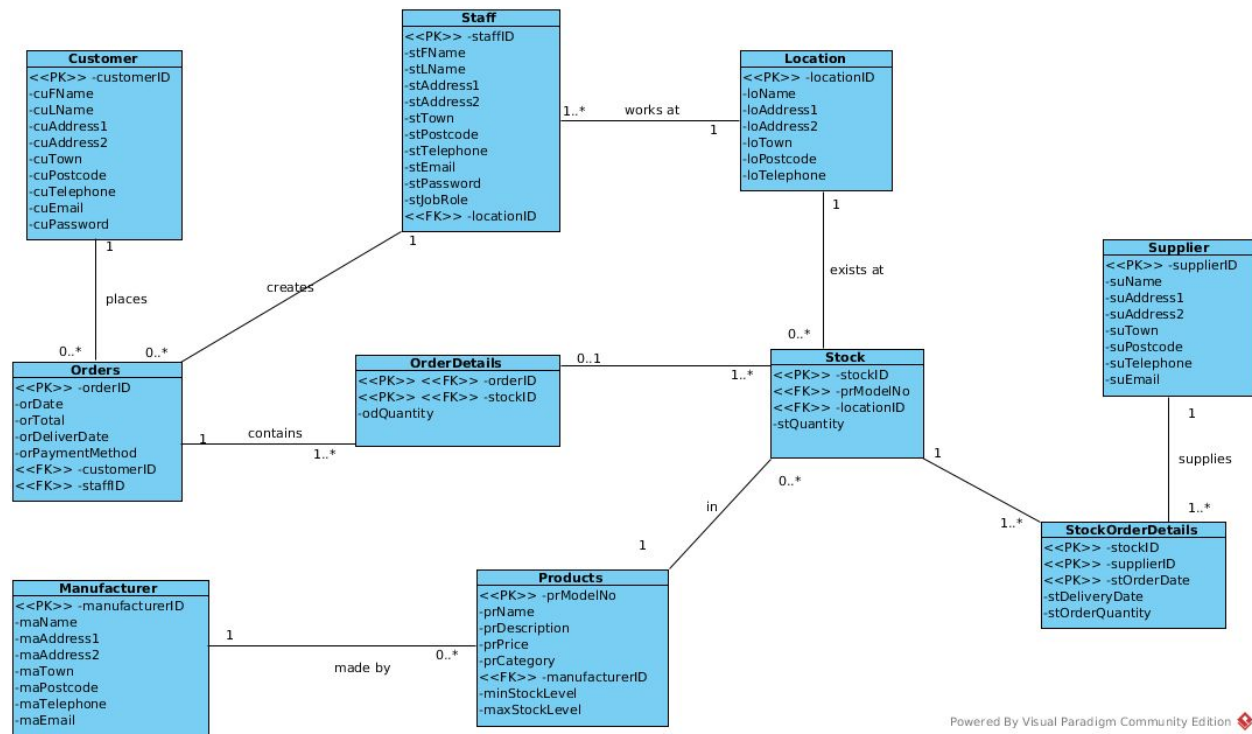 Staff
<<PK>> -staffID
-stFName
-stLName
-stAddress1
-stAddress2
-stTown
-stPostcode
-stTelephone
-stEmail
-stPassword
-stJobRole
<<FK>> -locationID
Customer
<<PK>> -customerID
-cuFName
-cuLName
-cuAddress1
-cuAddress2
-cuTown
-cuPostcode
-cuTelephone
-cuEmail
-cuPassword
Location
<<PK>> -locationID
-loName
-loAddress1
-loAddress2
-loTown
-loPostcode
-loTelephone
1..*
works at
1
1
places
0..*
1
creates
0..*
1
exists at
0..*
Supplier
<<PK>> -supplierID
-suName
-suAddress1
-suAddress2
-suTown
-suPostcode
-suTelephone
-suEmail
Orders
<<PK>> -orderID
-orDate
-orTotal
-orDeliverDate
-orPaymentMethod
<<FK>> -customerID
<<FK>> -staffID
1
contains
1..*
OrderDetails
<<PK>> <<FK>> -orderID
<<PK>> <<FK>> -stockID
-odQuantity
0..1
1..*
Stock
<<PK>> -stockID
<<FK>> -prModelNo
<<FK>> -locationID
-stQuantity
1
supplies
1..*
1
1..*
0..*
in
1
StockOrderDetails
<<PK>> -stockID
<<PK>> -supplierID
<<PK>> -stOrderDate
-stDeliveryDate
-stOrderQuantity
Manufacturer
<<PK>> -manufacturerID
-maName
-maAddress1
-maAddress2
-maTown
-maPostcode
-maTelephone
-maEmail
1
made by
0..*
Products
<<PK>> -prModelNo
-prName
-prDescription
-prPrice
-prCategory
<<FK>> -manufacturerID
-minStockLevel
-maxStockLevel
Powered By Visual Paradigm Community Edition